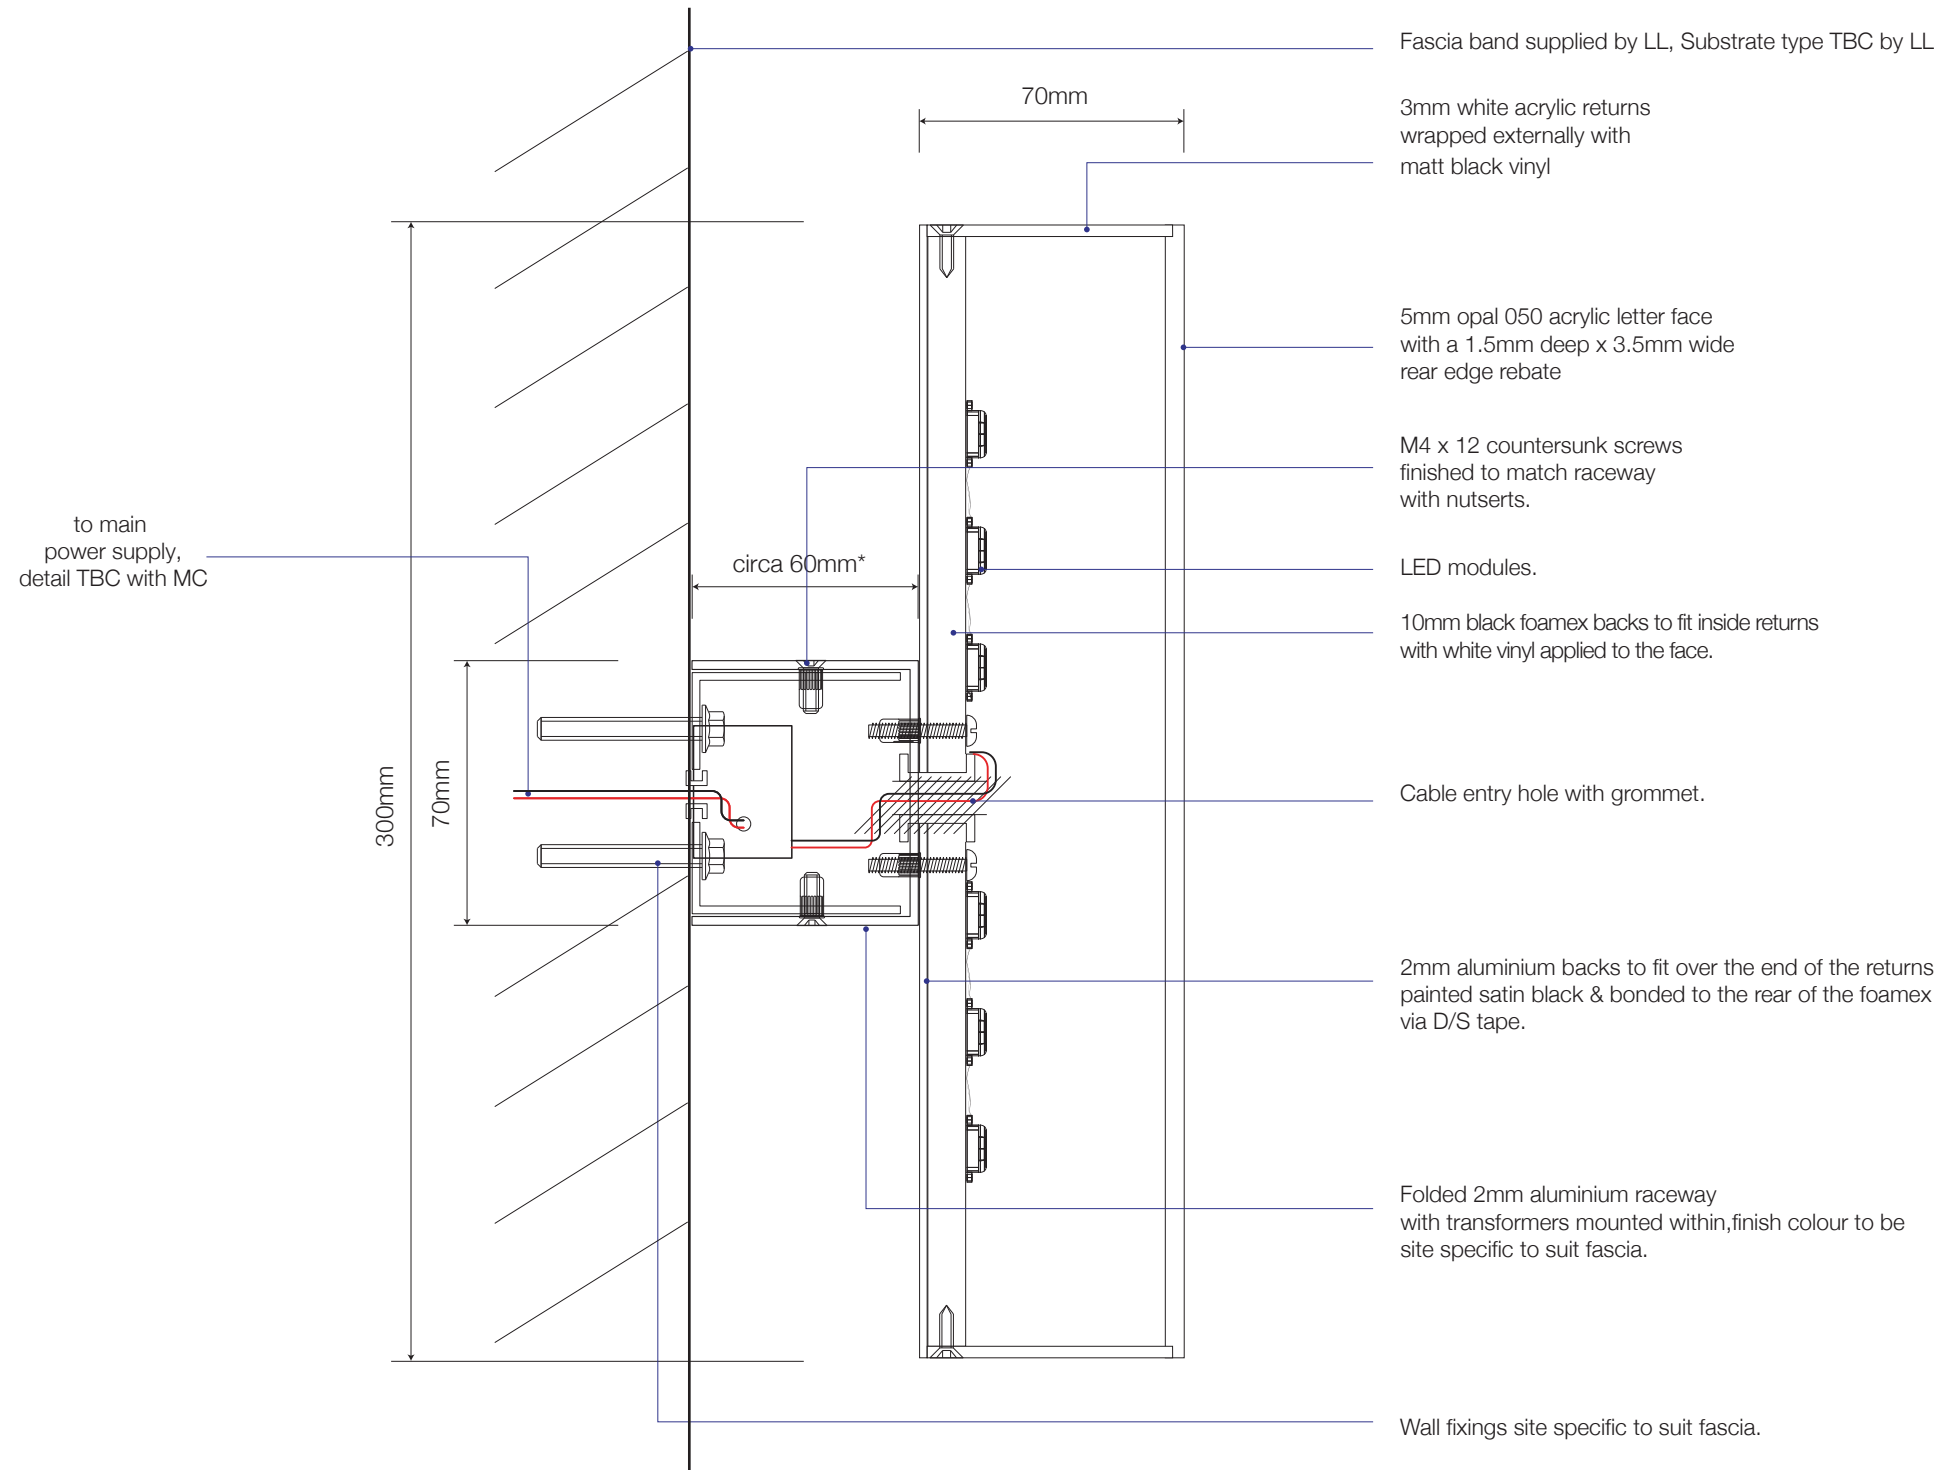 Fascia band supplied by LL, Substrate type TBC by LL
70mm
3mm white acrylic returns
wrapped externally with
matt black vinyl
5mm opal 050 acrylic letter face
with a 1.5mm deep x 3.5mm wide
rear edge rebate
M4 x 12 countersunk screws
finished to match raceway
with nutserts.
to main
power supply,
detail TBC with MC
circa 60mm*
LED modules.
10mm black foamex backs to fit inside returns
with white vinyl applied to the face.
300mm
70mm
Cable entry hole with grommet.
2mm aluminium backs to fit over the end of the returns
painted satin black & bonded to the rear of the foamex
via D/S tape.
Folded 2mm aluminium raceway
with transformers mounted within,finish colour to be
site specific to suit fascia.
Wall fixings site specific to suit fascia.